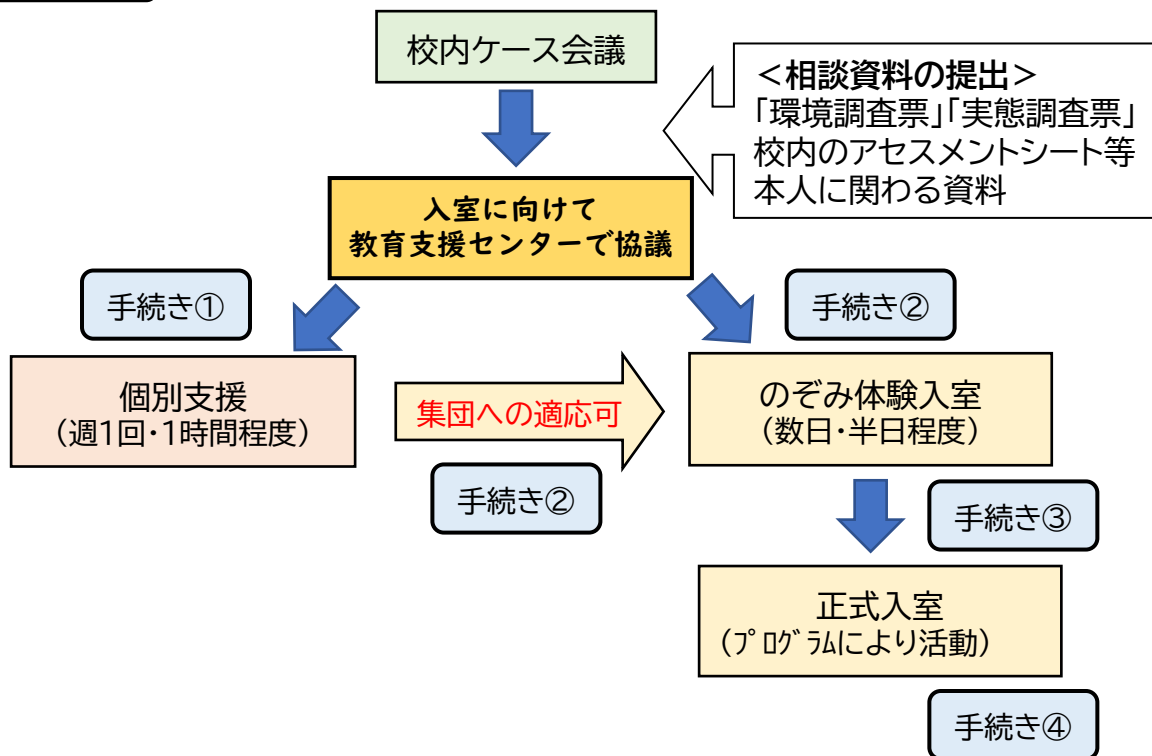 校内ケース会議
＜相談資料の提出＞
「環境調査票」「実態調査票」
校内のアセスメントシート等
本人に関わる資料
入室に向けて
教育支援センターで協議
手続き①
手続き②
個別支援
（週1回・1時間程度）
集団への適応可
手続き②
のぞみ体験入室
（数日・半日程度）
手続き③
正式入室
（ﾌﾟﾛｸﾞﾗﾑにより活動）
手続き④